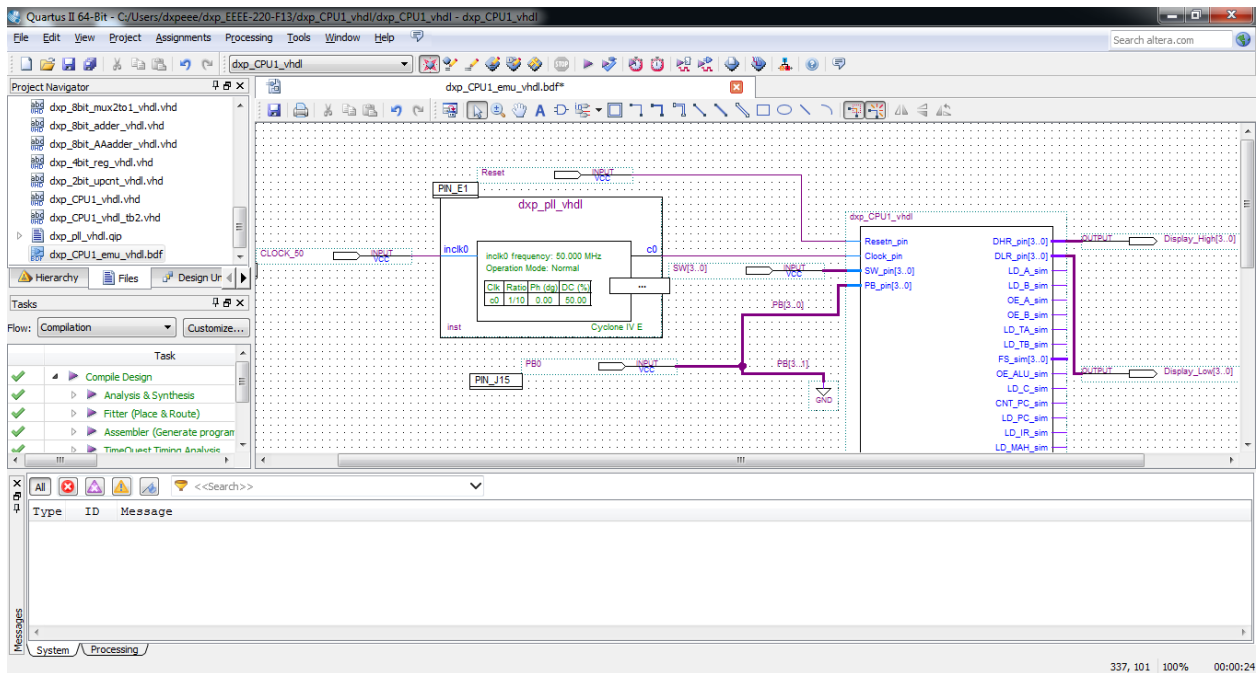 Quartus II 64-Bit - C:/Users/dxpeee/dxp_EEEE-220-F13/dxp_CPU1_vhdl/dxp_CPU1_vhdl - dxp_CPU1_vhdl
File Edit View Project Assignments Processing Tools Window Help
Search altera.com
dxp_CPU1_vhdl
Project Navigator
dxp_CPU1_emu_vhdl.bdf*
dxp_8bit_mux2to1_vhdl.vhd
dxp_8bit_adder_vhdl.vhd
dxp_8bit_AAadder_vhdl.vhd
dxp_4bit_reg_vhdl.vhd
dxp_2bit_upcnt_vhdl.vhd
dxp_CPU1_vhdl.vhd
dxp_CPU1_vhdl_tb2.vhd
dxp_pll_vhdl.qip
dxp_CPU1_emu_vhdl.bdf
Hierarchy Files Design Ur
Tasks
Flow: Compilation Customize...
Task
Compile Design
Analysis & Synthesis
Fitter (Place & Route)
Assembler (Generate program
TimeQuest Timing Analysis
Reset INPUT
VCC
PIN_E1
dxp_pll_vhdl
CLOCK_50 INPUT
VCC
inclk0 c0
inclk0 frequency: 50.000 MHz
Operation Mode: Normal
Clk Ratio Ph (dg) DC (%)
c0 1/10 0.00 50.00
...
inst Cyclone IV E
SW[3..0] INPUT
VCC
PB[3..0]
PB0 INPUT
VCC
PB[3..1]
PIN_J15
GND
dxp_CPU1_vhdl
Resetn_pin DHR_pin[3..0] OUTPUT Display_High[3..0]
Clock_pin DLR_pin[3..0]
SW_pin[3..0] LD_A_sim
PB_pin[3..0] LD_B_sim
OE_A_sim
OE_B_sim
LD_TA_sim
LD_TB_sim
FS_sim[3..0]
OE_ALU_sim OUTPUT Display_Low[3..0]
LD_C_sim
CNT_PC_sim
LD_PC_sim
LD_IR_sim
LD_MAH_sim
All <<Search>>
Type ID Message
Messages
System Processing
337, 101 100% 00:00:24